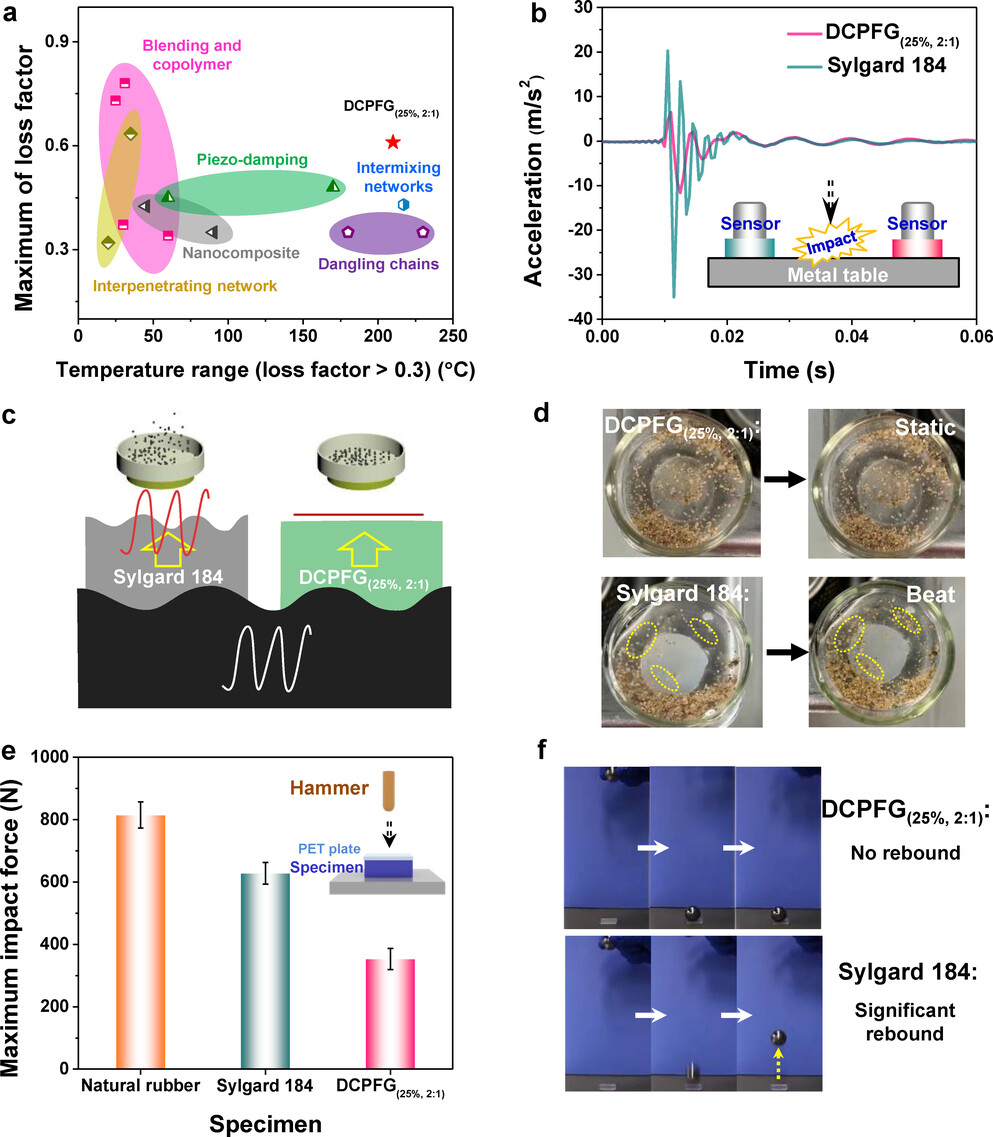 a
Maximum of loss factor
0.9
0.6
0.3
Blending and
copolymer
DCPFG(25%, 2:1)
Piezo-damping
Intermixing
networks
Nanocomposite
Dangling chains
Interpenetrating network
0 50 100 150 200 250
Temperature range (loss factor > 0.3) (°C)
b
Acceleration (m/s²)
30
20
10
0
-10
-20
-30
-40
DCPFG(25%, 2:1)
Sylgard 184
Sensor
Impact
Sensor
Metal table
0.00 0.02 0.04 0.06
Time (s)
c
Sylgard 184
DCPFG(25%, 2:1)
d
DCPFG(25%, 2:1):
Static
Sylgard 184:
Beat
e
Maximum impact force (N)
1000
800
600
400
200
0
Hammer
PET plate
Specimen
Natural rubber
Sylgard 184
DCPFG(25%, 2:1)
Specimen
f
DCPFG(25%, 2:1):
No rebound
Sylgard 184:
Significant
rebound